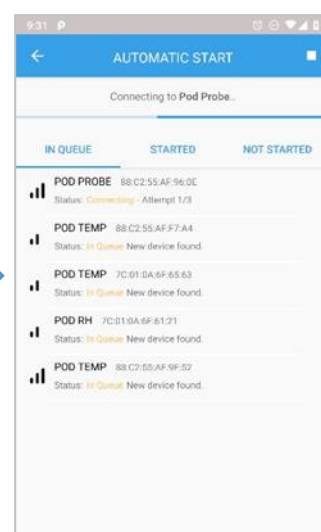 9:31
AUTOMATIC START
Connecting to Pod Probe..
IN QUEUE STARTED NOT STARTED
POD PROBE 88:C2:55:AF:96:0E
Status: Connecting - Attempt 1/3
POD TEMP 88:C2:55:AF:F7:A4
Status: In Queue New device found.
POD TEMP 7C:01:0A:6F:65:63
Status: In Queue New device found.
POD RH 7C:01:0A:6F:61:21
Status: In Queue New device found.
POD TEMP 88:C2:55:AF:9F:52
Status: In Queue New device found.